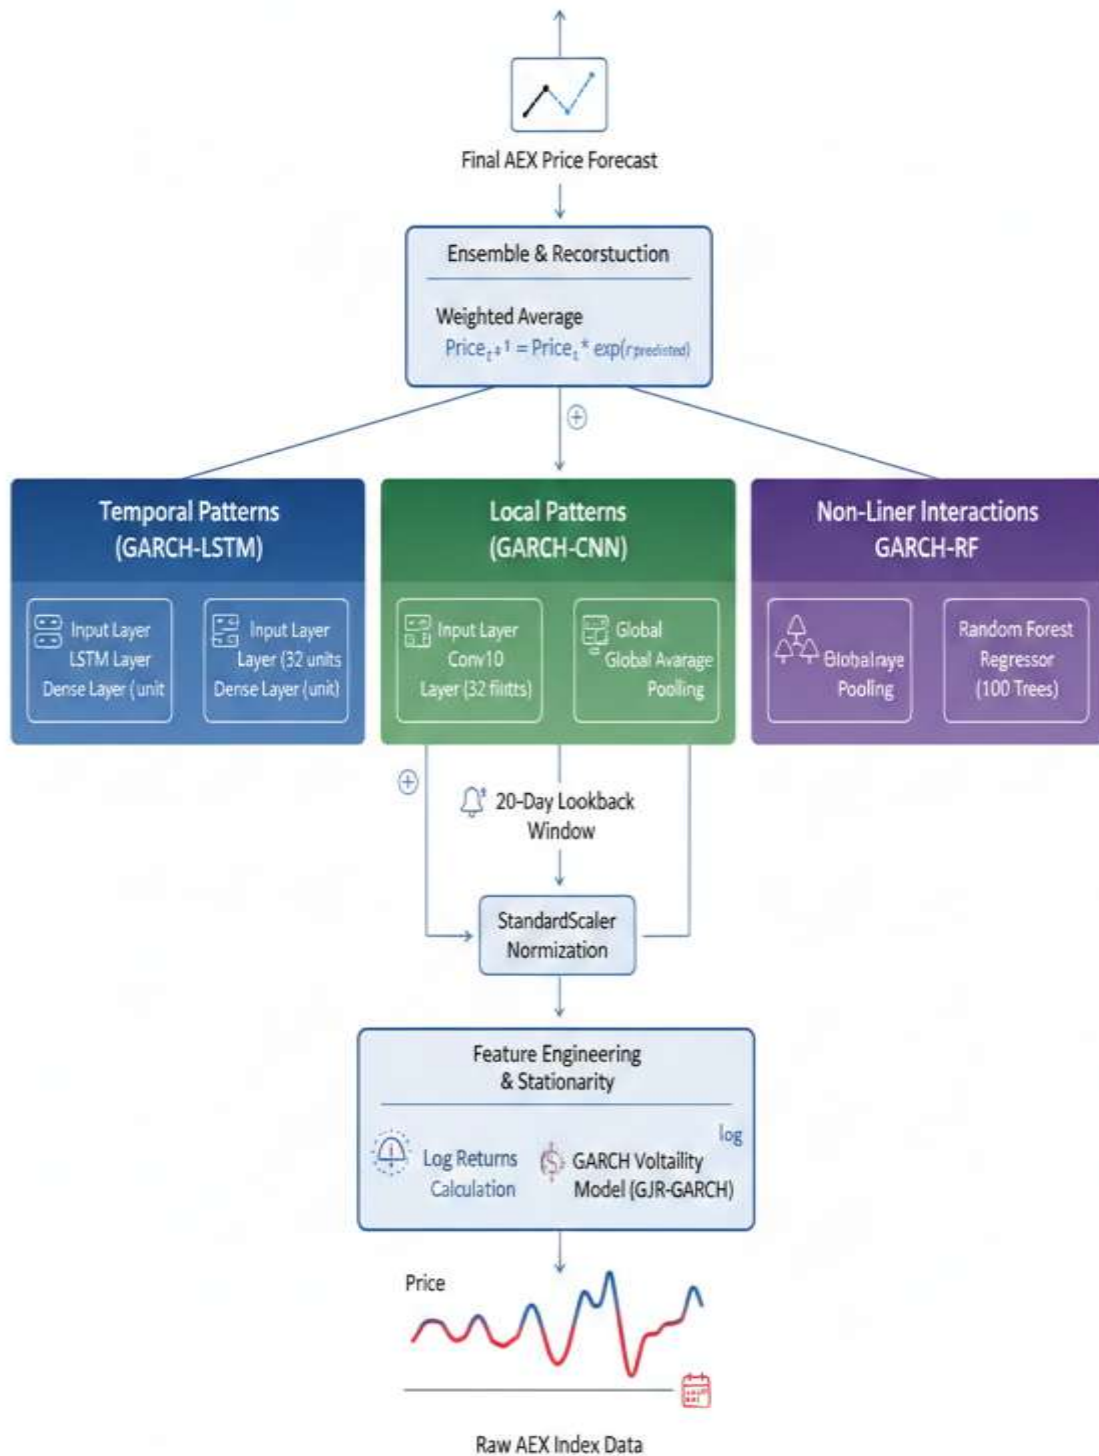 Final AEX Price Forecast
Ensemble & Recorstuction
Weighted Average
Price_t‡1 = Price_t * exp(r predicted)
Temporal Patterns
(GARCH-LSTM)
Input Layer
LSTM Layer
Dense Layer (unit
Input Layer
Layer (32 units
Dense Layer (unit)
Local Patterns
(GARCH-CNN)
Input Layer
Conv10
Layer (32 filitts)
Global
Global Avarage
Pooling
Non-Liner Interactions
GARCH-RF
Pooling
Random Forest
Regressor
(100 Trees)
20-Day Lookback
Window
StandardScaler
Normization
Feature Engineering
& Stationarity
log
Log Returns
Calculation
GARCH Voltaility
Model (GJR-GARCH)
Price
Raw AEX Index Data